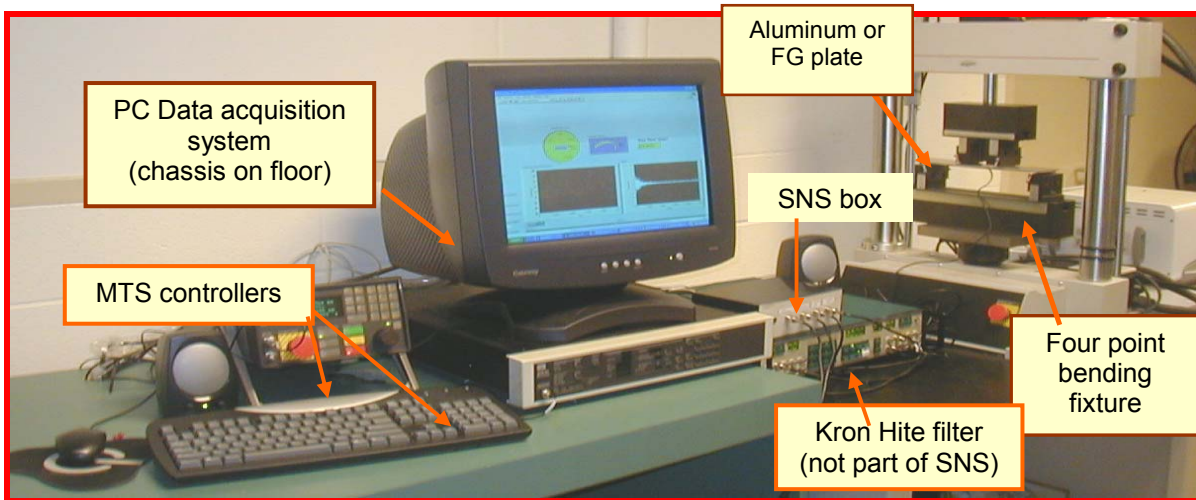 Aluminum or
FG plate
PC Data acquisition
system
(chassis on floor)
SNS box
MTS controllers
Four point
bending
fixture
Kron Hite filter
(not part of SNS)
Gateway